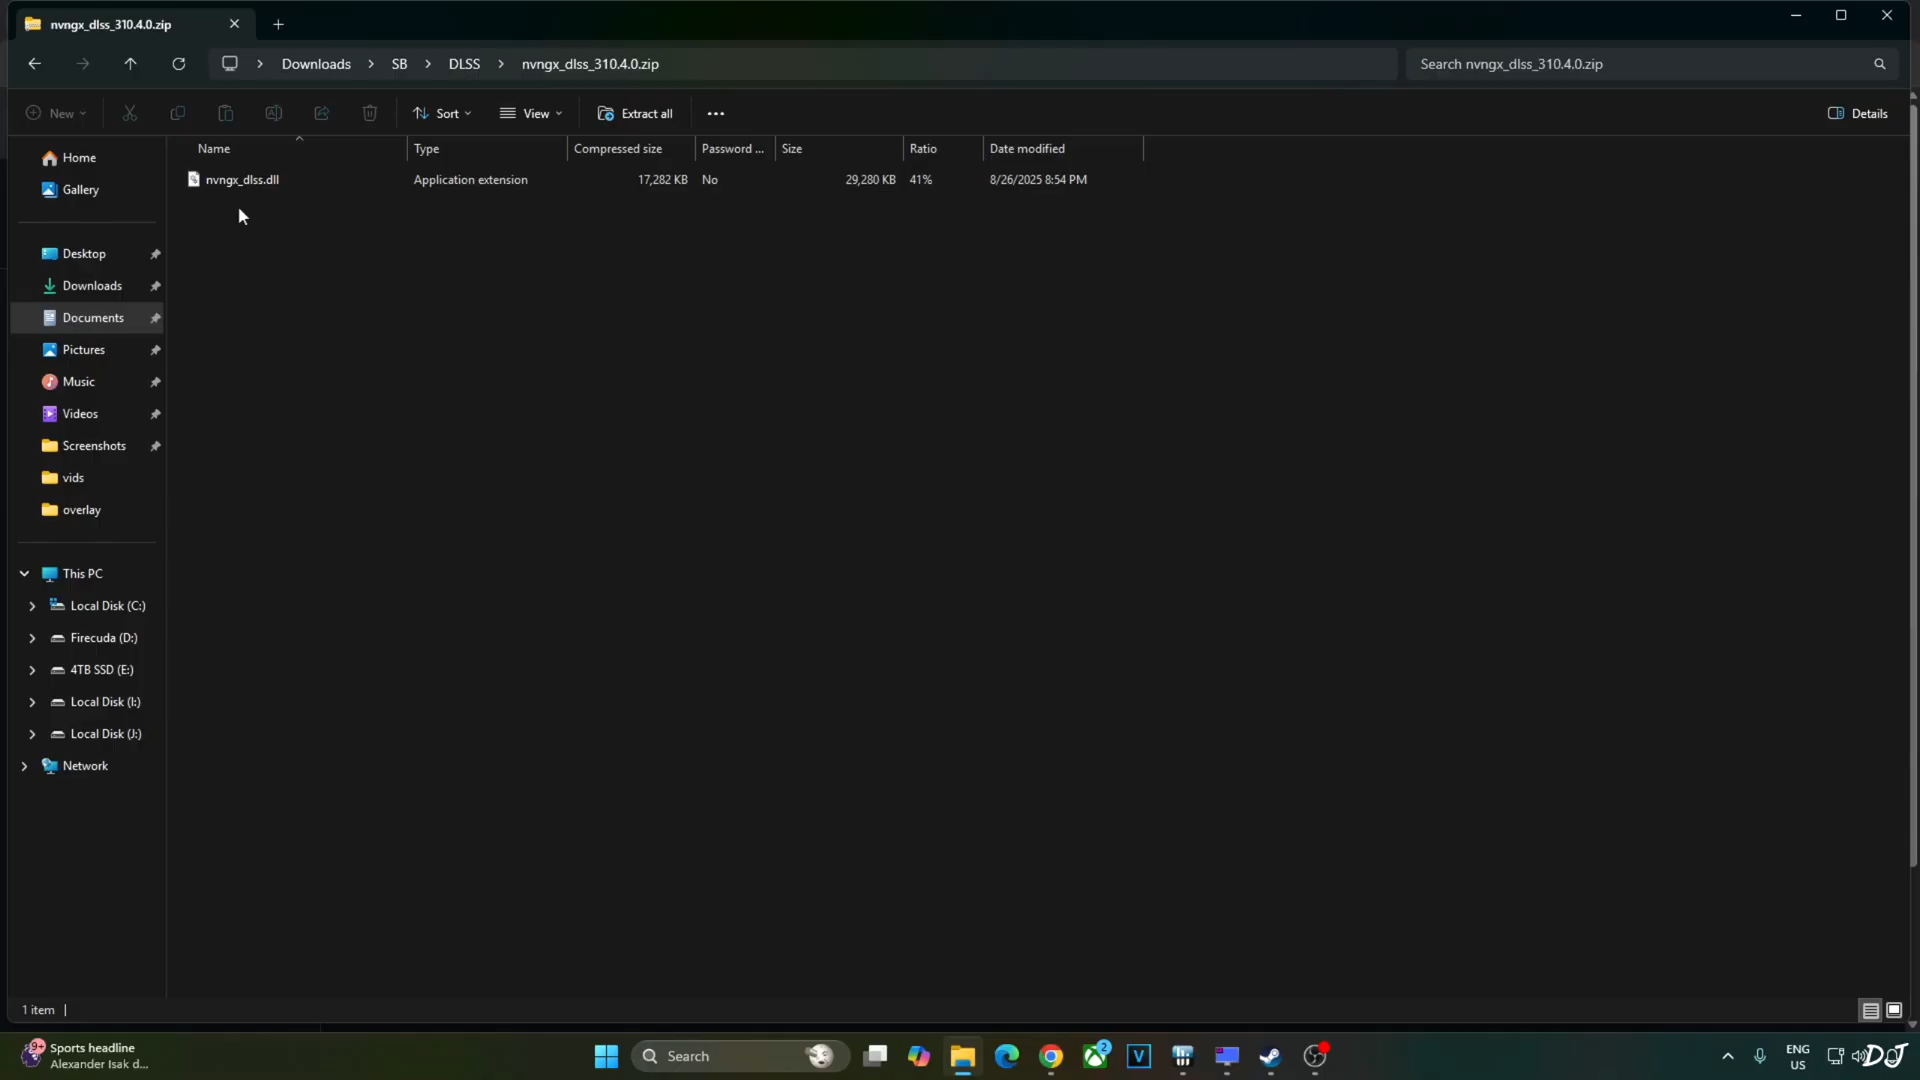 nvngx_dlss_310.4.0.zip
Downloads > SB > DLSS > nvngx_dlss_310.4.0.zip
Search nvngx_dlss_310.4.0.zip
New
Sort
View
Extract all
Details
Name Type Compressed size Password ... Size Ratio Date modified
nvngx_dlss.dll Application extension 17,282 KB No 29,280 KB 41% 8/26/2025 8:54 PM
Home
Gallery
Desktop
Downloads
Documents
Pictures
Music
Videos
Screenshots
vids
overlay
This PC
Local Disk (C:)
Firecuda (D:)
4TB SSD (E:)
Local Disk (I:)
Local Disk (J:)
Network
1 item
9+
Sports headline
Alexander Isak d...
Search
2
V
ENG
US
DJ